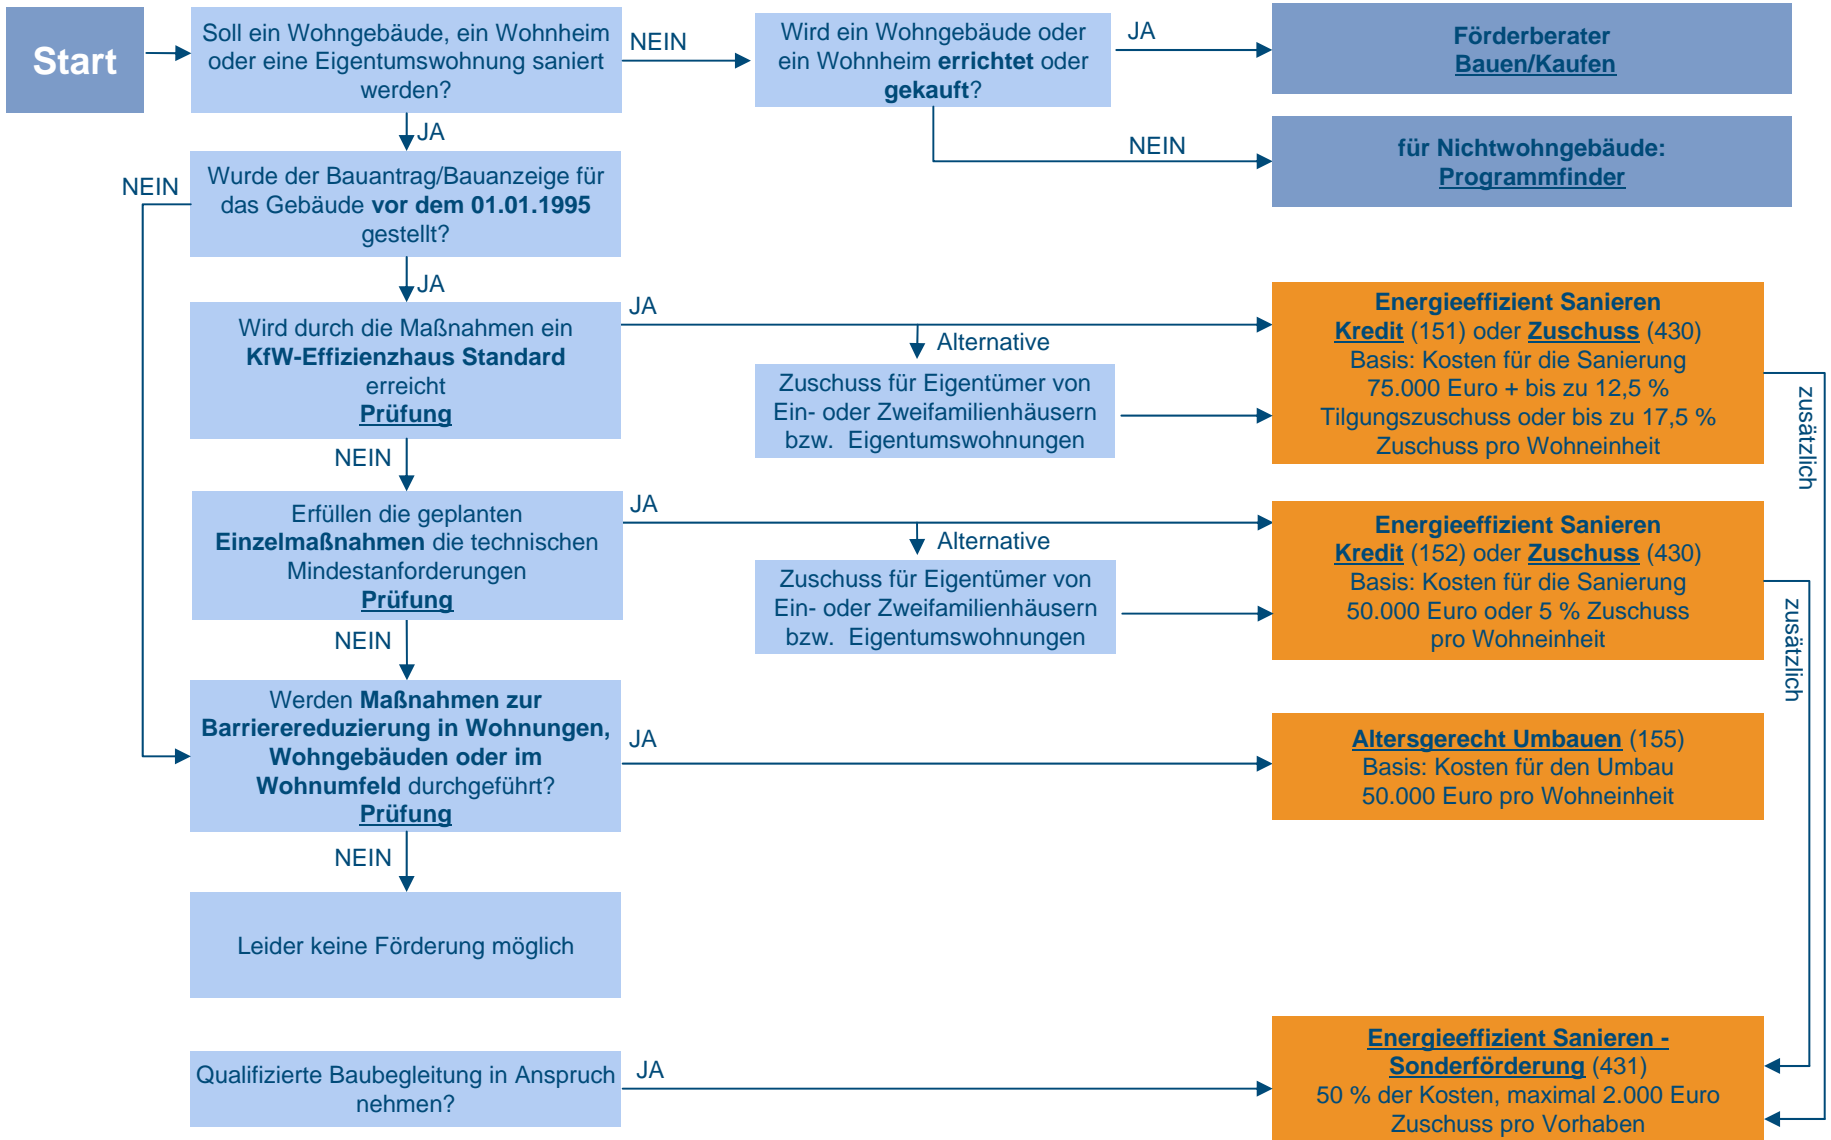 Start
Soll ein Wohngebäude, ein Wohnheim
oder eine Eigentumswohnung saniert
werden?
NEIN
Wird ein Wohngebäude oder
ein Wohnheim errichtet oder
gekauft?
JA
Förderberater
Bauen/Kaufen
NEIN
für Nichtwohngebäude:
Programmfinder
JA
NEIN
Wurde der Bauantrag/Bauanzeige für
das Gebäude vor dem 01.01.1995
gestellt?
JA
Wird durch die Maßnahmen ein
KfW-Effizienzhaus Standard
erreicht
Prüfung
JA
Alternative
Zuschuss für Eigentümer von
Ein- oder Zweifamilienhäusern
bzw. Eigentumswohnungen
Energieeffizient Sanieren
Kredit (151) oder Zuschuss (430)
Basis: Kosten für die Sanierung
75.000 Euro + bis zu 12,5 %
Tilgungszuschuss oder bis zu 17,5 %
Zuschuss pro Wohneinheit
zusätzlich
NEIN
Erfüllen die geplanten
Einzelmaßnahmen die technischen
Mindestanforderungen
Prüfung
JA
Alternative
Zuschuss für Eigentümer von
Ein- oder Zweifamilienhäusern
bzw. Eigentumswohnungen
Energieeffizient Sanieren
Kredit (152) oder Zuschuss (430)
Basis: Kosten für die Sanierung
50.000 Euro oder 5 % Zuschuss
pro Wohneinheit
zusätzlich
NEIN
Werden Maßnahmen zur
Barrierereduzierung in Wohnungen,
Wohngebäuden oder im
Wohnumfeld durchgeführt?
Prüfung
JA
Altersgerecht Umbauen (155)
Basis: Kosten für den Umbau
50.000 Euro pro Wohneinheit
NEIN
Leider keine Förderung möglich
Qualifizierte Baubegleitung in Anspruch
nehmen?
JA
Energieeffizient Sanieren -
Sonderförderung (431)
50 % der Kosten, maximal 2.000 Euro
Zuschuss pro Vorhaben